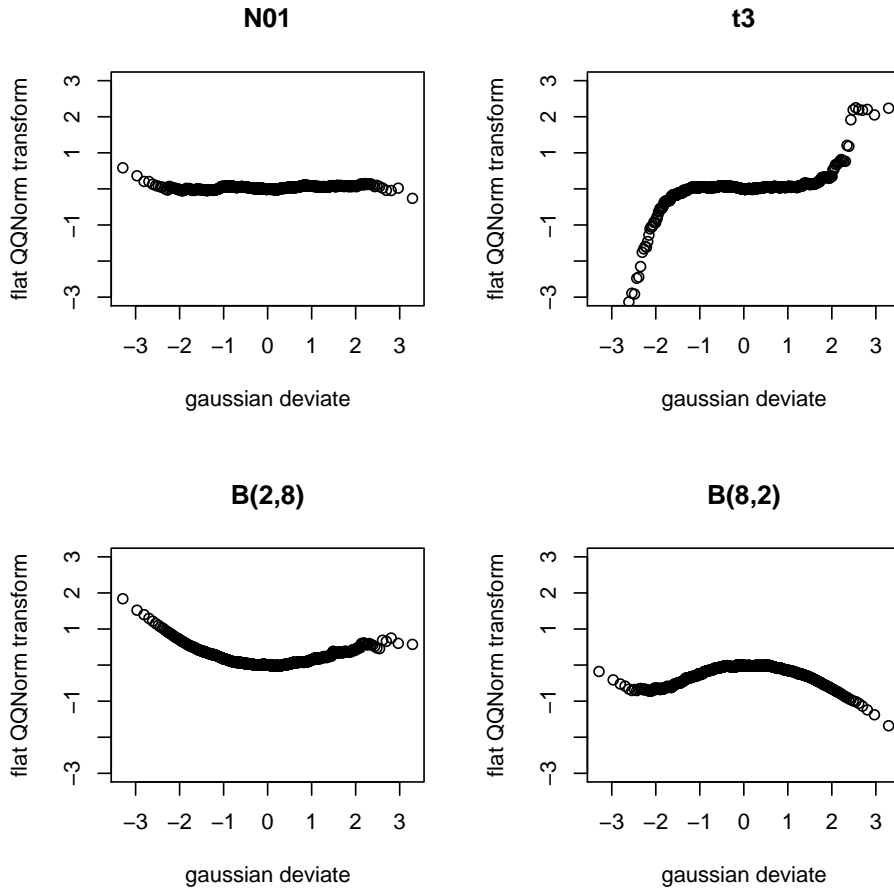 N01
flat QQNorm transform
3
2
1
−1
−3
−3 −2 −1 0 1 2 3
gaussian deviate
t3
flat QQNorm transform
3
2
1
−1
−3
−3 −2 −1 0 1 2 3
gaussian deviate
B(2,8)
flat QQNorm transform
3
2
1
−1
−3
−3 −2 −1 0 1 2 3
gaussian deviate
B(8,2)
flat QQNorm transform
3
2
1
−1
−3
−3 −2 −1 0 1 2 3
gaussian deviate